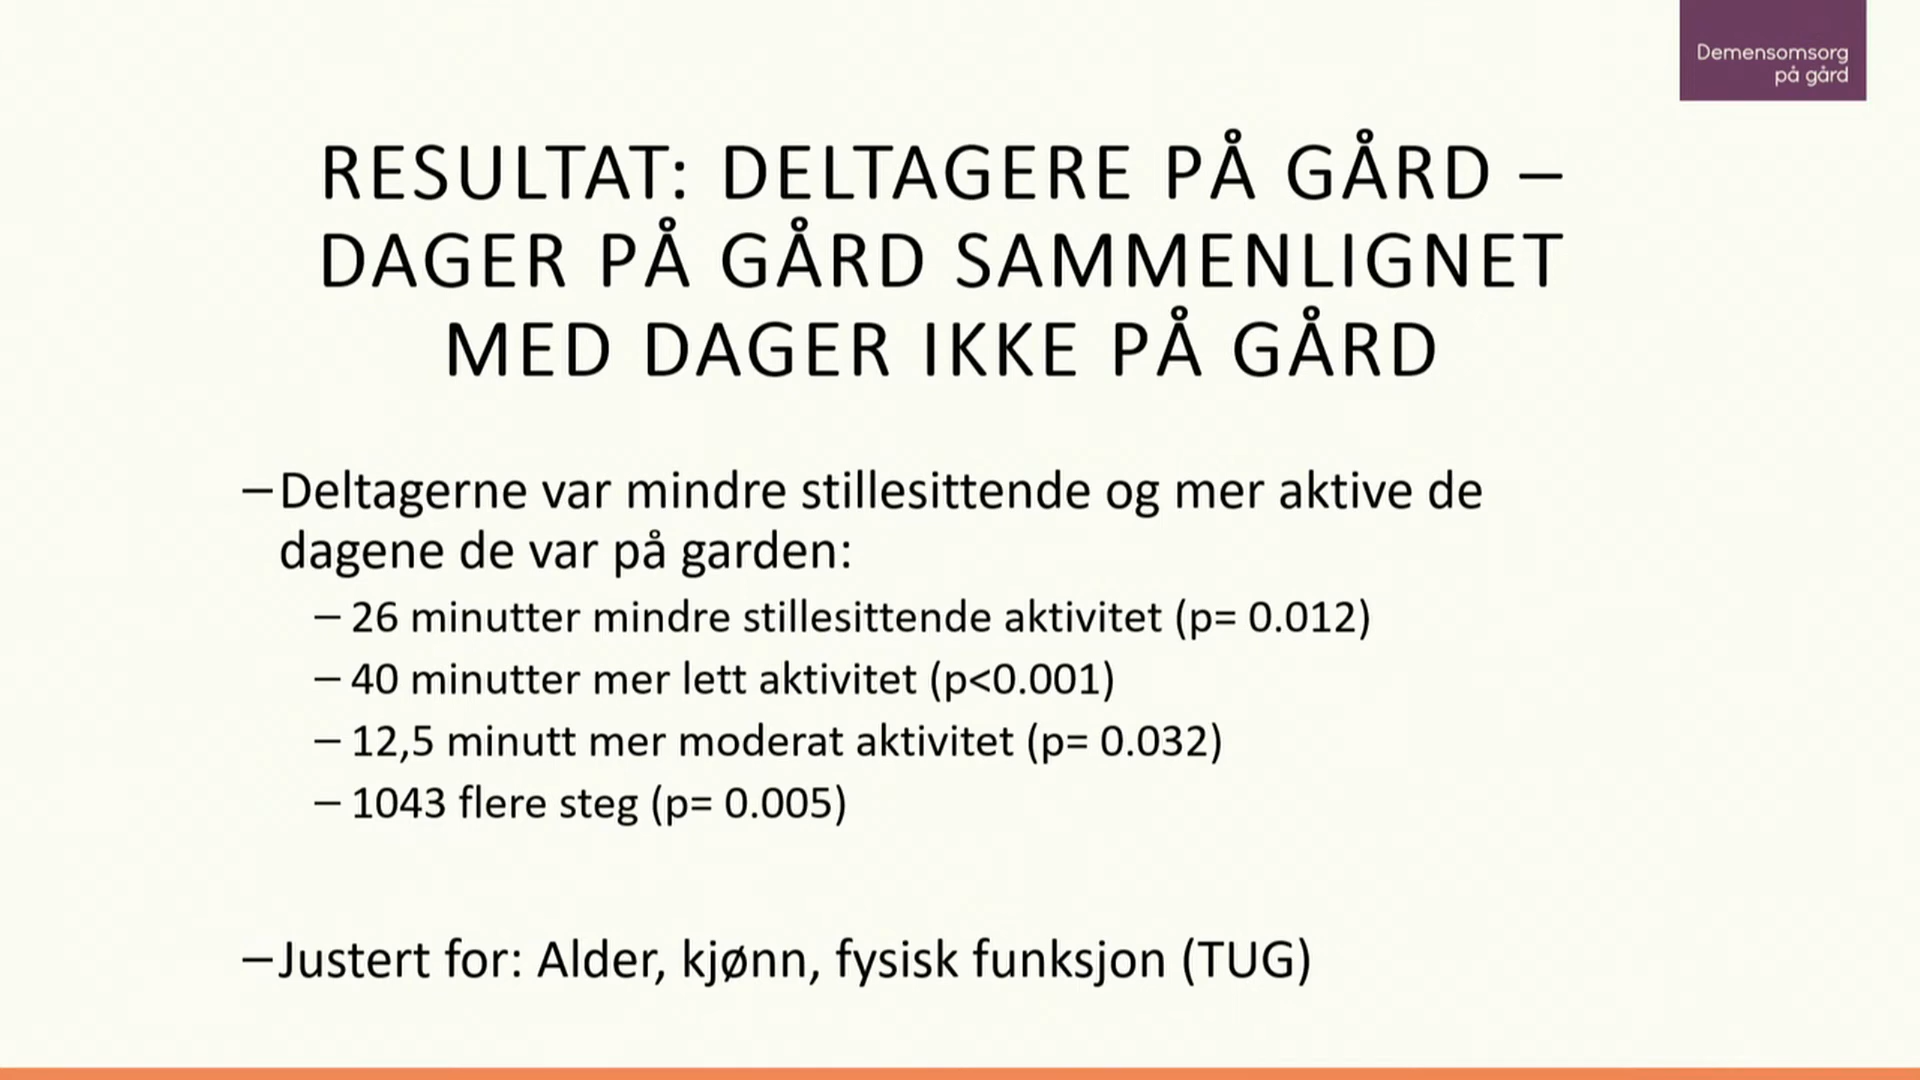 Demensomsorg
på gård
RESULTAT: DELTAGERE PÅ GÅRD –
DAGER PÅ GÅRD SAMMENLIGNET
MED DAGER IKKE PÅ GÅRD
– Deltagerne var mindre stillesittende og mer aktive de
dagene de var på garden:
– 26 minutter mindre stillesittende aktivitet (p= 0.012)
– 40 minutter mer lett aktivitet (p<0.001)
– 12,5 minutt mer moderat aktivitet (p= 0.032)
– 1043 flere steg (p= 0.005)
– Justert for: Alder, kjønn, fysisk funksjon (TUG)